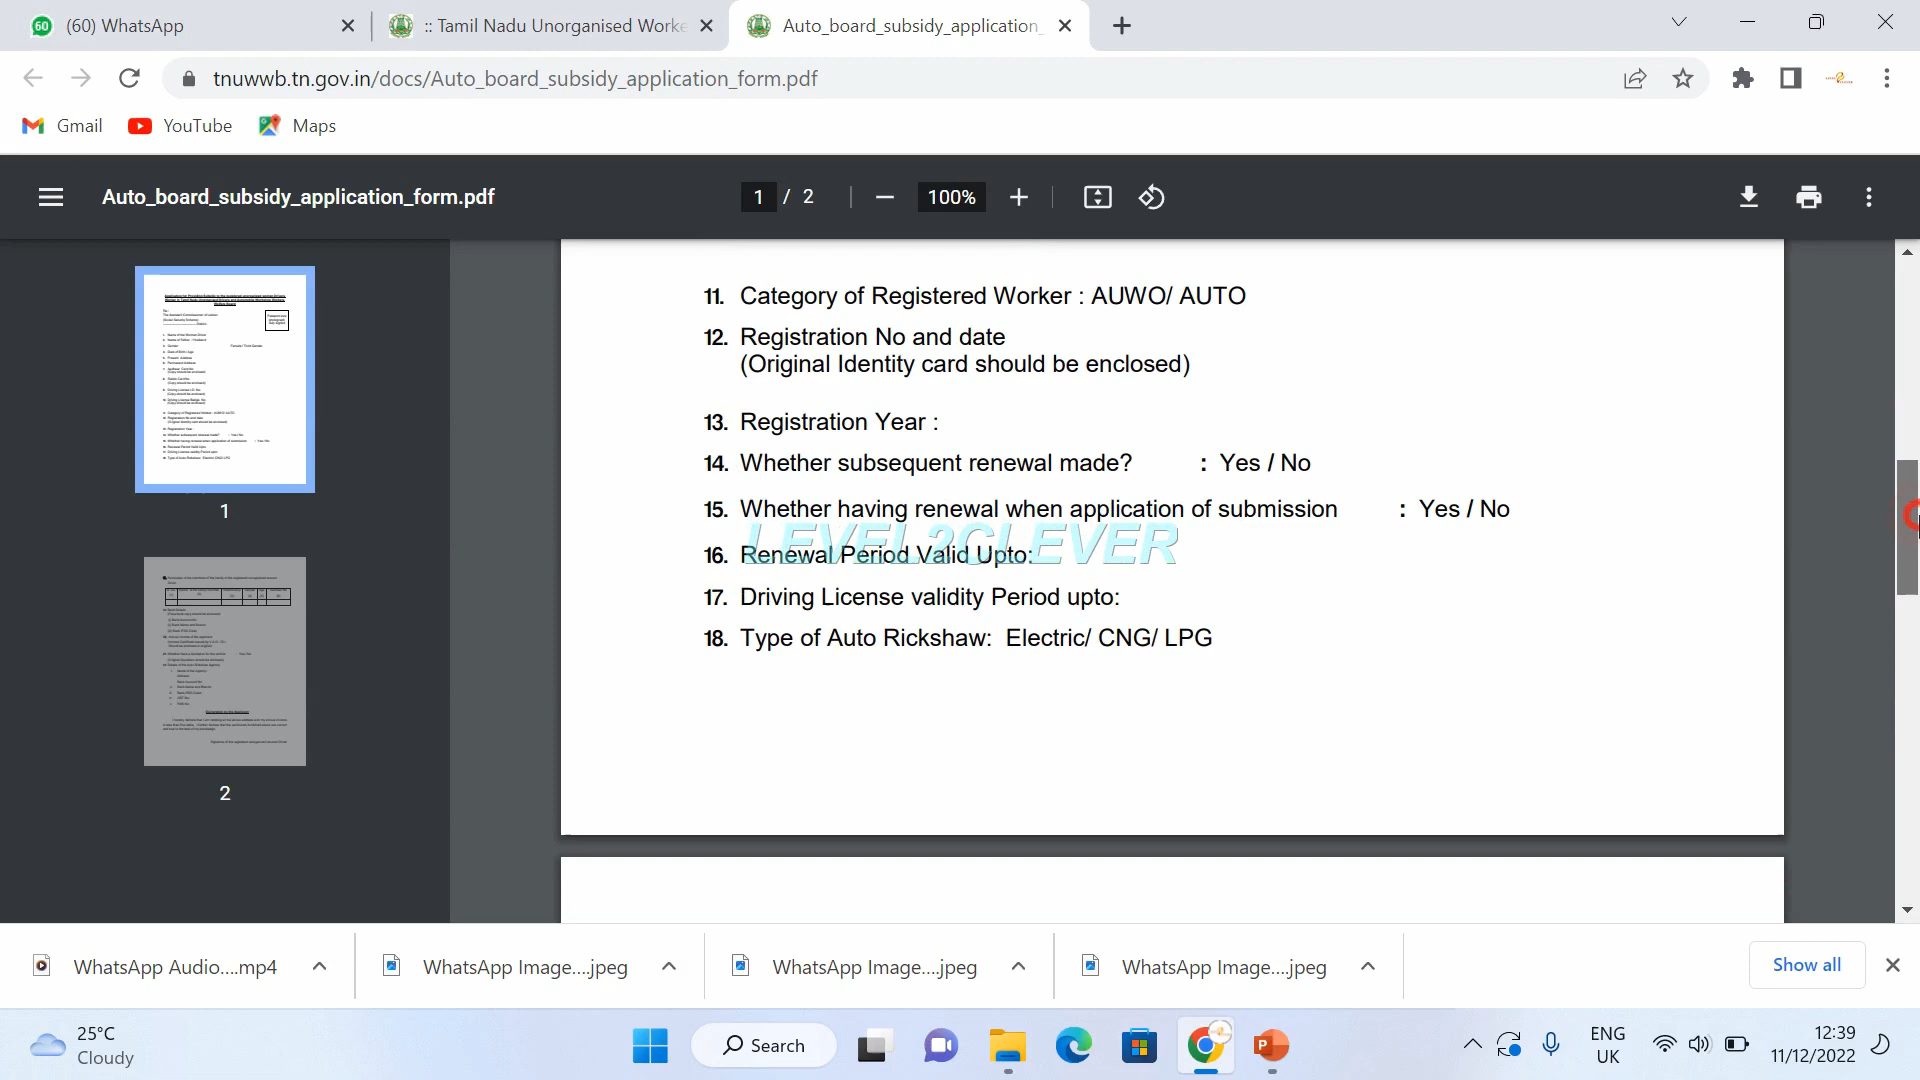 60
(60) WhatsApp
:: Tamil Nadu Unorganised Worke
Auto_board_subsidy_application_
tnuwwb.tn.gov.in/docs/Auto_board_subsidy_application_form.pdf
Gmail
YouTube
Maps
Auto_board_subsidy_application_form.pdf
1 / 2
100%
11. Category of Registered Worker : AUWO/ AUTO
12. Registration No and date
(Original Identity card should be enclosed)
13. Registration Year :
14. Whether subsequent renewal made? : Yes / No
15. Whether having renewal when application of submission : Yes / No
LEVEL2CLEVER
16. Renewal Period Valid Upto:
17. Driving License validity Period upto:
18. Type of Auto Rickshaw: Electric/ CNG/ LPG
1
2
WhatsApp Audio....mp4
WhatsApp Image....jpeg
WhatsApp Image....jpeg
WhatsApp Image....jpeg
Show all
25°C
Cloudy
Search
ENG
UK
12:39
11/12/2022